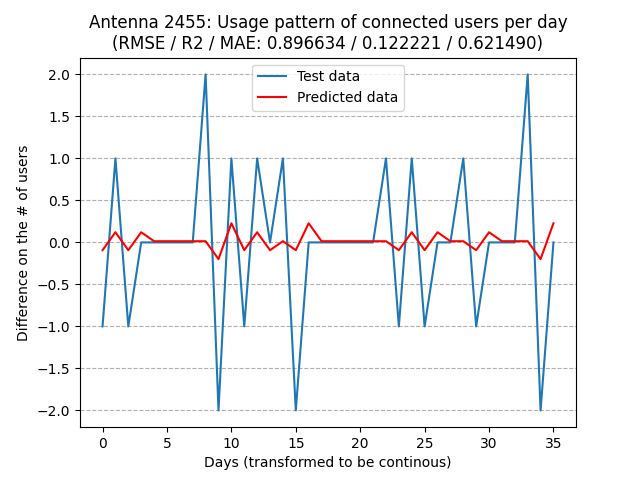 Antenna 2455: Usage pattern of connected users per day
(RMSE / R2 / MAE: 0.896634 / 0.122221 / 0.621490)
Test data
Predicted data
Difference on the # of users
2.0
1.5
1.0
0.5
0.0
−0.5
−1.0
−1.5
−2.0
0 5 10 15 20 25 30 35
Days (transformed to be continous)